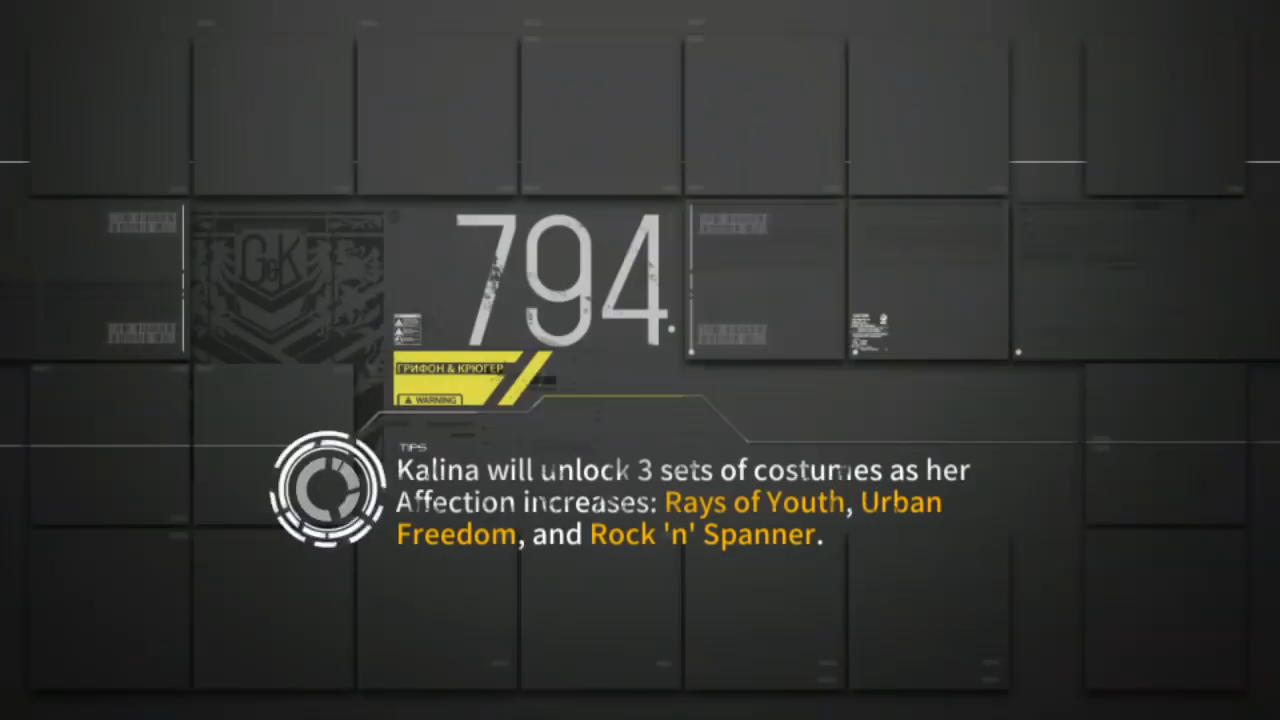 G&K
794.
ГРИФОН & КРЮГЕР
WARNING
TIPS
Kalina will unlock 3 sets of costumes as her
Affection increases: Rays of Youth, Urban
Freedom, and Rock 'n' Spanner.